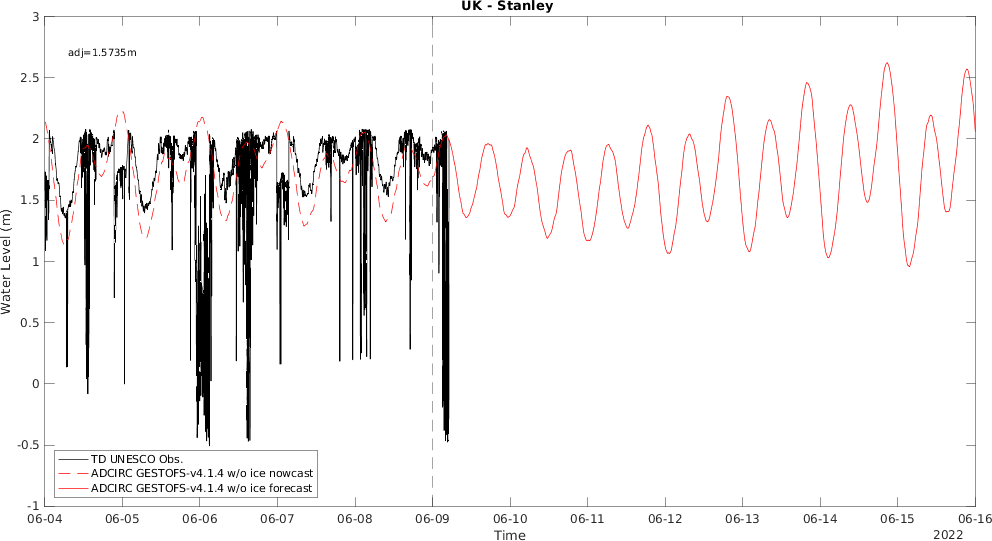 UK - Stanley
adj=1.5735m
3
2.5
2
1.5
1
0.5
0
-0.5
-1
Water Level (m)
TD UNESCO Obs.
ADCIRC GESTOFS-v4.1.4 w/o ice nowcast
ADCIRC GESTOFS-v4.1.4 w/o ice forecast
06-04 06-05 06-06 06-07 06-08 06-09 06-10 06-11 06-12 06-13 06-14 06-15 06-16
Time
2022